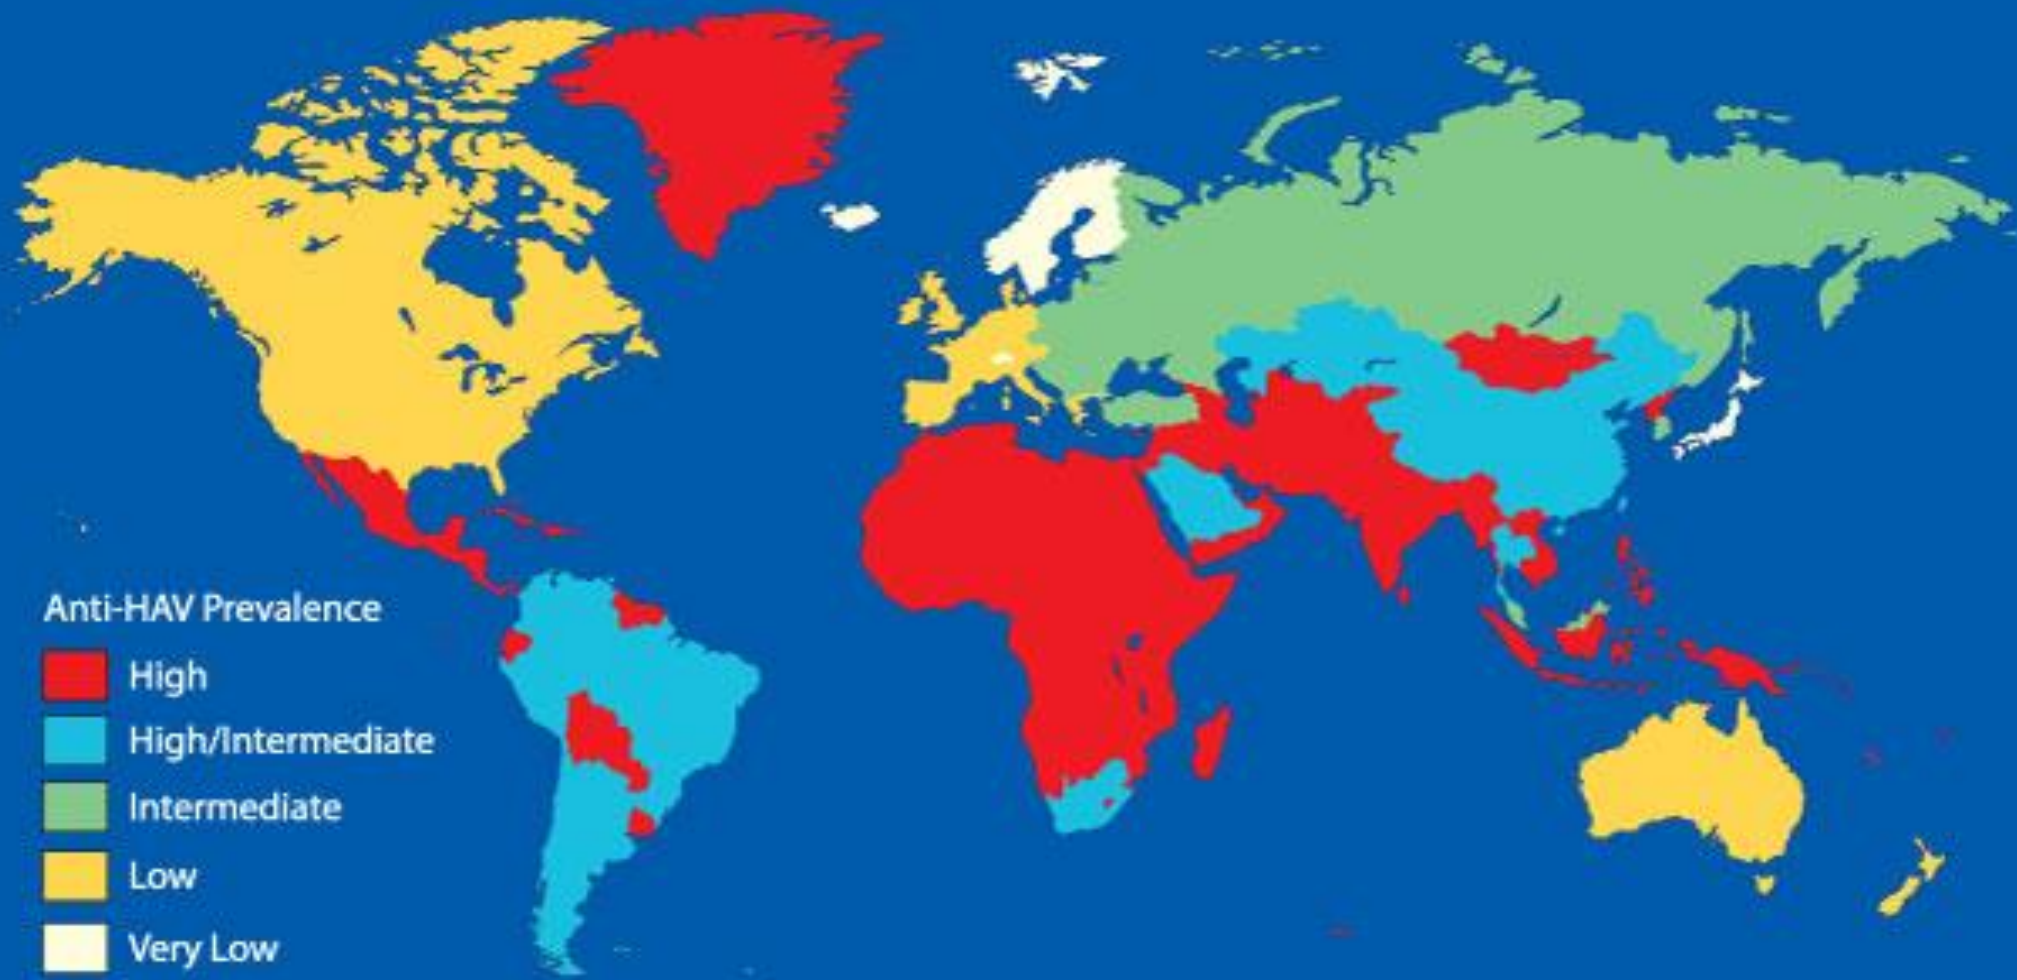 Anti-HAV Prevalence
High
High/Intermediate
Intermediate
Low
Very Low